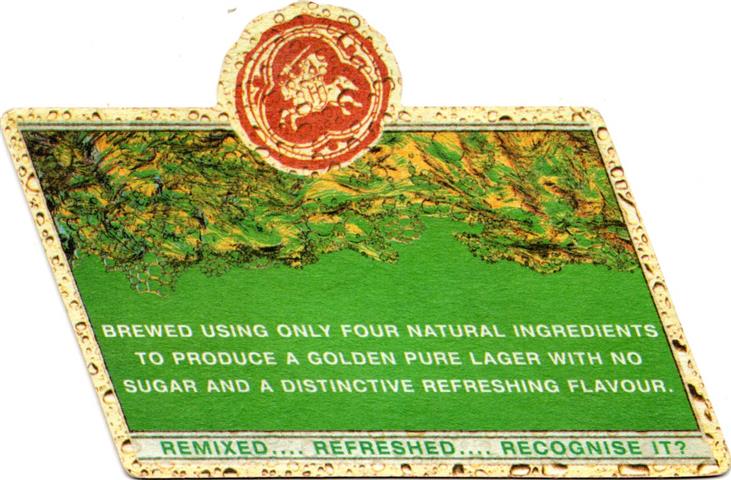 BREWED USING ONLY FOUR NATURAL INGREDIENTS
TO PRODUCE A GOLDEN PURE LAGER WITH NO
SUGAR AND A DISTINCTIVE REFRESHING FLAVOUR.
REMIXED.... REFRESHED.... RECOGNISE IT?